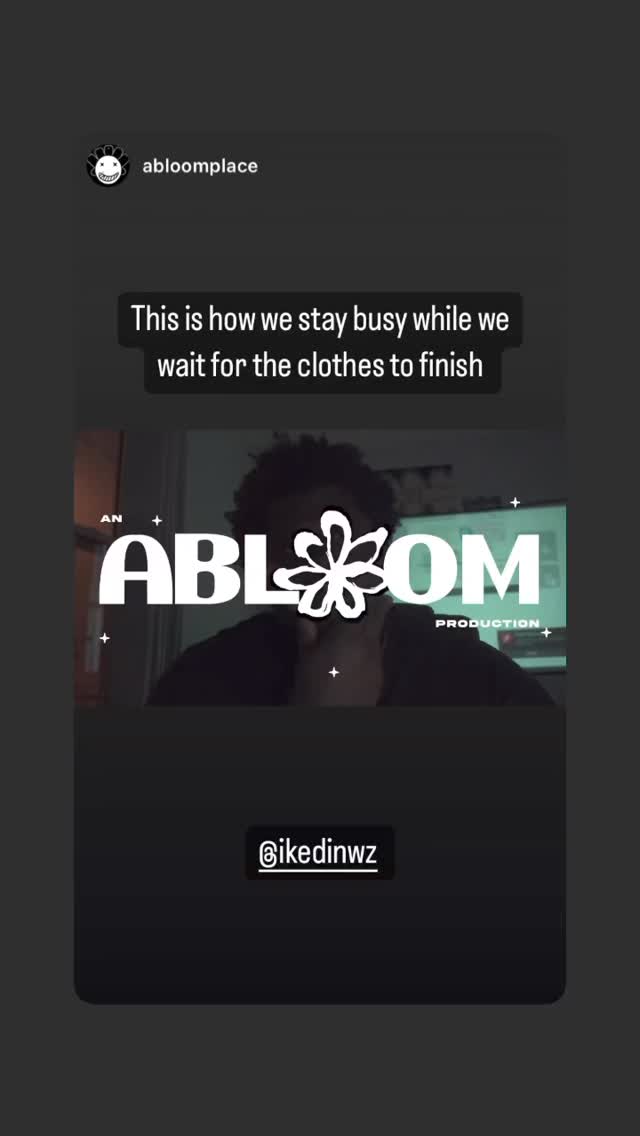 abloomplace
This is how we stay busy while we
wait for the clothes to finish
AN
ABLOOM
PRODUCTION
@ikedinwz